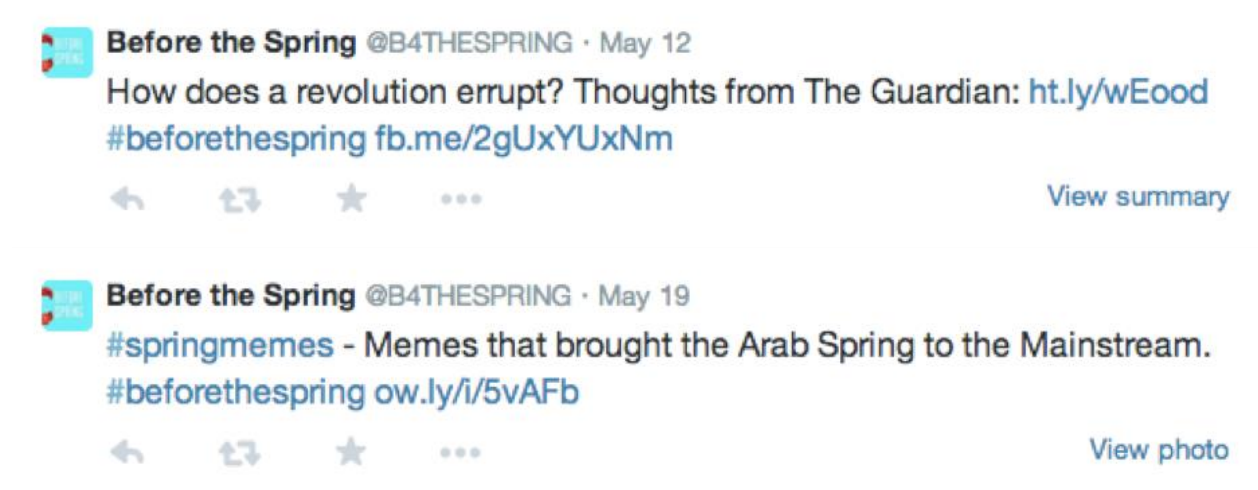 Before the Spring @B4THESPRING · May 12
How does a revolution errupt? Thoughts from The Guardian: ht.ly/wEood
#beforethespring fb.me/2gUxYUxNm
View summary
Before the Spring @B4THESPRING · May 19
#springmemes - Memes that brought the Arab Spring to the Mainstream.
#beforethespring ow.ly/i/5vAFb
View photo